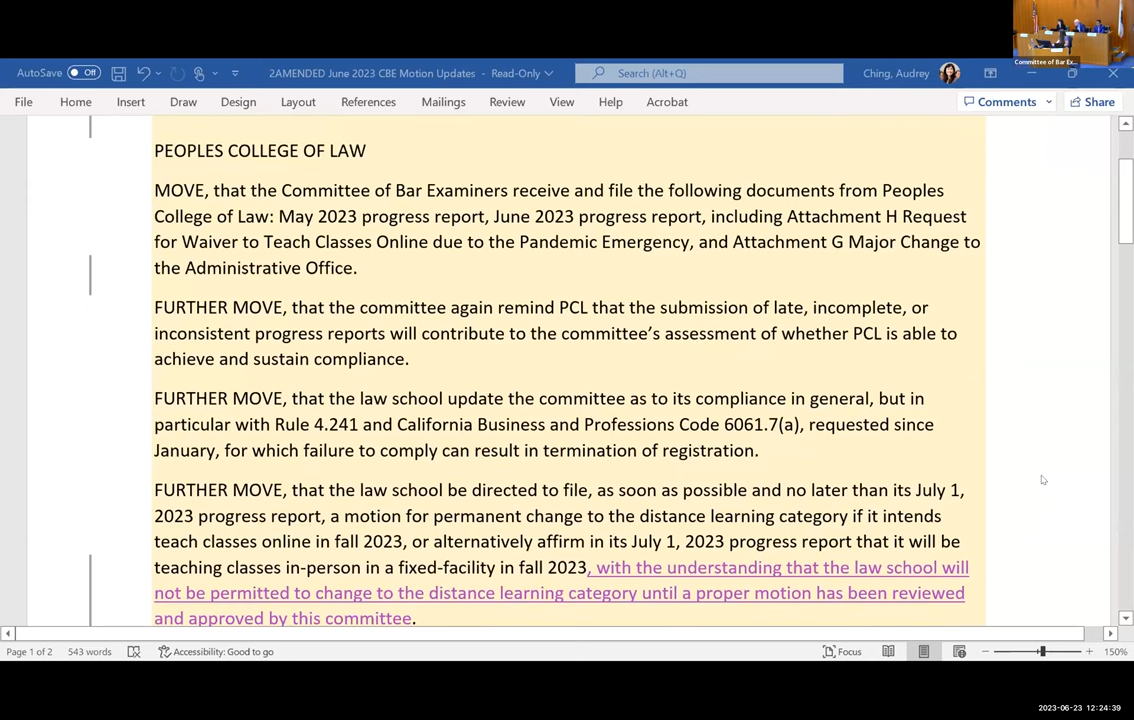 Committee of Bar Ex...
AutoSave Off 2AMENDED June 2023 CBE Motion Updates - Read-Only Search (Alt+Q) Ching, Audrey
File Home Insert Draw Design Layout References Mailings Review View Help Acrobat Comments Share
PEOPLES COLLEGE OF LAW
MOVE, that the Committee of Bar Examiners receive and file the following documents from Peoples
College of Law: May 2023 progress report, June 2023 progress report, including Attachment H Request
for Waiver to Teach Classes Online due to the Pandemic Emergency, and Attachment G Major Change to
the Administrative Office.
FURTHER MOVE, that the committee again remind PCL that the submission of late, incomplete, or
inconsistent progress reports will contribute to the committee's assessment of whether PCL is able to
achieve and sustain compliance.
FURTHER MOVE, that the law school update the committee as to its compliance in general, but in
particular with Rule 4.241 and California Business and Professions Code 6061.7(a), requested since
January, for which failure to comply can result in termination of registration.
FURTHER MOVE, that the law school be directed to file, as soon as possible and no later than its July 1,
2023 progress report, a motion for permanent change to the distance learning category if it intends
teach classes online in fall 2023, or alternatively affirm in its July 1, 2023 progress report that it will be
teaching classes in-person in a fixed-facility in fall 2023, with the understanding that the law school will
not be permitted to change to the distance learning category until a proper motion has been reviewed
and approved by this committee.
Page 1 of 2 543 words Accessibility: Good to go Focus 150%
2023-06-23 12:24:39